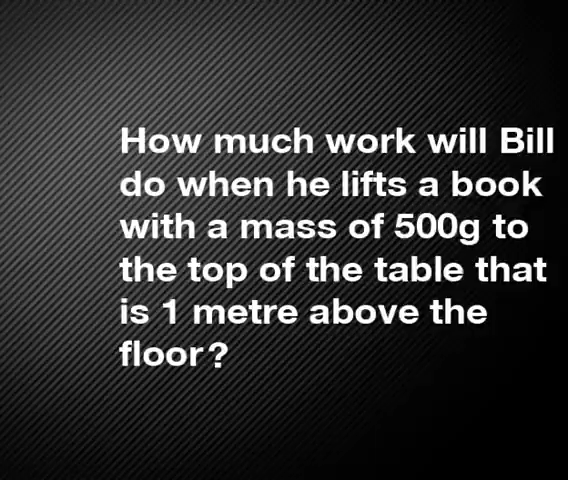 How much work will Bill
do when he lifts a book
with a mass of 500g to
the top of the table that
is 1 metre above the
floor?